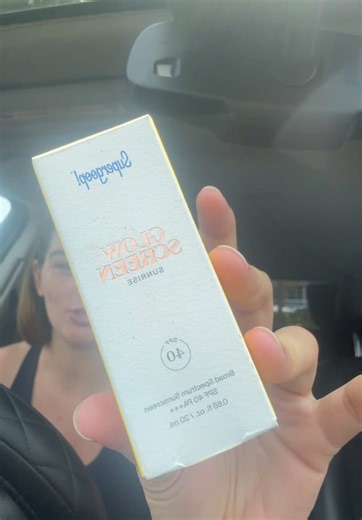 Supergoop!
GLOW
SCREEN
SUNRISE
SPF
40
Broad Spectrum Sunscreen
SPF 40 PA+++
0.68 fl. oz. / 20 mL